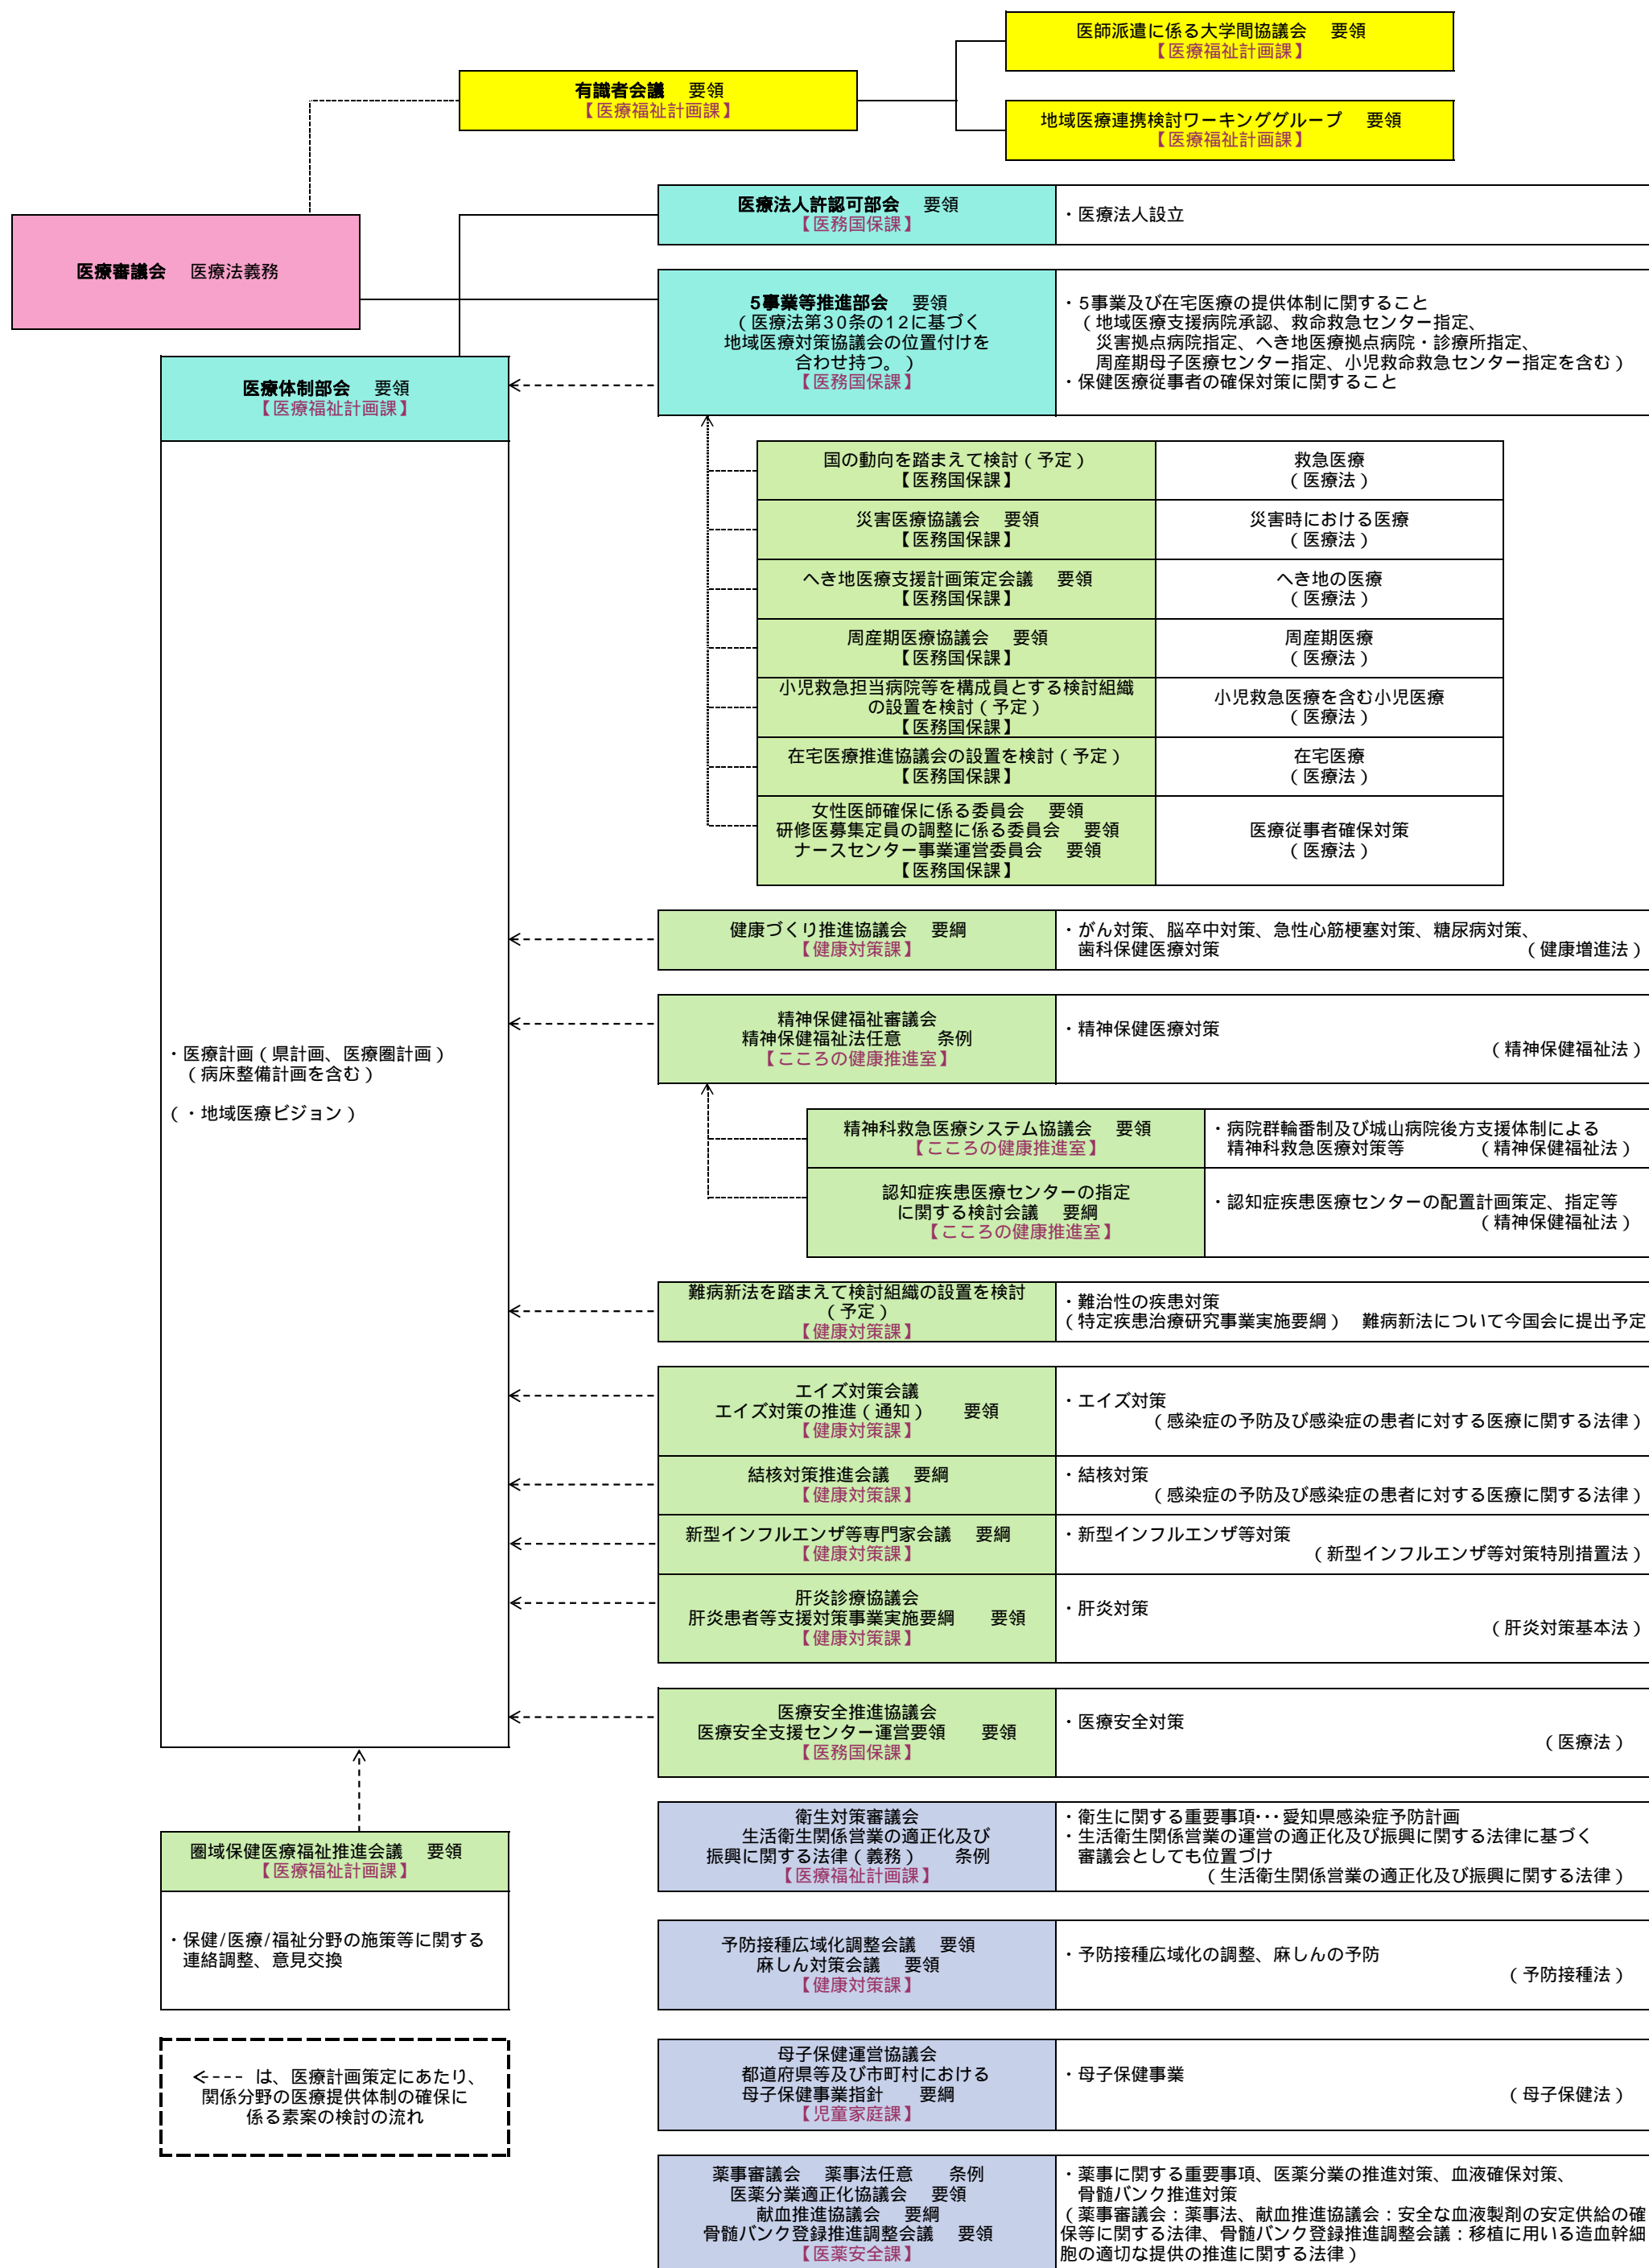 医師派遣に係る大学間協議会 要領
【医療福祉計画課】
有識者会議 要領
【医療福祉計画課】
地域医療連携検討ワーキンググループ 要領
【医療福祉計画課】
医療法人許認可部会 要領
【医務国保課】
・医療法人設立
医療審議会 医療法義務
5事業等推進部会 要領
（医療法第30条の12に基づく
地域医療対策協議会の位置付けを
合わせ持つ。）
【医務国保課】
・5事業及び在宅医療の提供体制に関すること
（地域医療支援病院承認、救命救急センター指定、
災害拠点病院指定、へき地医療拠点病院・診療所指定、
周産期母子医療センター指定、小児救命救急センター指定を含む）
・保健医療従事者の確保対策に関すること
医療体制部会 要領
【医療福祉計画課】
国の動向を踏まえて検討（予定）
【医務国保課】
救急医療
（医療法）
災害医療協議会 要領
【医務国保課】
災害時における医療
（医療法）
へき地医療支援計画策定会議 要領
【医務国保課】
へき地の医療
（医療法）
周産期医療協議会 要領
【医務国保課】
周産期医療
（医療法）
小児救急担当病院等を構成員とする検討組織
の設置を検討（予定）
【医務国保課】
小児救急医療を含む小児医療
（医療法）
在宅医療推進協議会の設置を検討（予定）
【医務国保課】
在宅医療
（医療法）
女性医師確保に係る委員会 要領
研修医募集定員の調整に係る委員会 要領
ナースセンター事業運営委員会 要領
【医務国保課】
医療従事者確保対策
（医療法）
健康づくり推進協議会 要綱
【健康対策課】
・がん対策、脳卒中対策、急性心筋梗塞対策、糖尿病対策、
歯科保健医療対策 （健康増進法）
精神保健福祉審議会
精神保健福祉法任意 条例
【こころの健康推進室】
・精神保健医療対策
（精神保健福祉法）
・医療計画（県計画、医療圏計画）
（病床整備計画を含む）
（・地域医療ビジョン）
精神科救急医療システム協議会 要領
【こころの健康推進室】
・病院群輪番制及び城山病院後方支援体制による
精神科救急医療対策等 （精神保健福祉法）
認知症疾患医療センターの指定
に関する検討会議 要綱
【こころの健康推進室】
・認知症疾患医療センターの配置計画策定、指定等
（精神保健福祉法）
難病新法を踏まえて検討組織の設置を検討
（予定）
【健康対策課】
・難治性の疾患対策
（特定疾患治療研究事業実施要綱） 難病新法について今国会に提出予定
エイズ対策会議
エイズ対策の推進（通知） 要領
【健康対策課】
・エイズ対策
（感染症の予防及び感染症の患者に対する医療に関する法律）
結核対策推進会議 要綱
【健康対策課】
・結核対策
（感染症の予防及び感染症の患者に対する医療に関する法律）
新型インフルエンザ等専門家会議 要綱
【健康対策課】
・新型インフルエンザ等対策
（新型インフルエンザ等対策特別措置法）
肝炎診療協議会
肝炎患者等支援対策事業実施要綱 要領
【健康対策課】
・肝炎対策
（肝炎対策基本法）
医療安全推進協議会
医療安全支援センター運営要領 要領
【医務国保課】
・医療安全対策
（医療法）
圏域保健医療福祉推進会議 要領
【医療福祉計画課】
・保健/医療/福祉分野の施策等に関する
連絡調整、意見交換
衛生対策審議会
生活衛生関係営業の適正化及び
振興に関する法律（義務） 条例
【医療福祉計画課】
・衛生に関する重要事項・・・愛知県感染症予防計画
・生活衛生関係営業の運営の適正化及び振興に関する法律に基づく
審議会としても位置づけ
（生活衛生関係営業の適正化及び振興に関する法律）
予防接種広域化調整会議 要領
麻しん対策会議 要領
【健康対策課】
・予防接種広域化の調整、麻しんの予防
（予防接種法）
<--- は、医療計画策定にあたり、
関係分野の医療提供体制の確保に
係る素案の検討の流れ
母子保健運営協議会
都道府県等及び市町村における
母子保健事業指針 要綱
【児童家庭課】
・母子保健事業
（母子保健法）
薬事審議会 薬事法任意 条例
医薬分業適正化協議会 要領
献血推進協議会 要綱
骨髄バンク登録推進調整会議 要領
【医薬安全課】
・薬事に関する重要事項、医薬分業の推進対策、血液確保対策、
骨髄バンク推進対策
（薬事審議会：薬事法、献血推進協議会：安全な血液製剤の安定供給の確
保等に関する法律、骨髄バンク登録推進調整会議：移植に用いる造血幹細
胞の適切な提供の推進に関する法律）